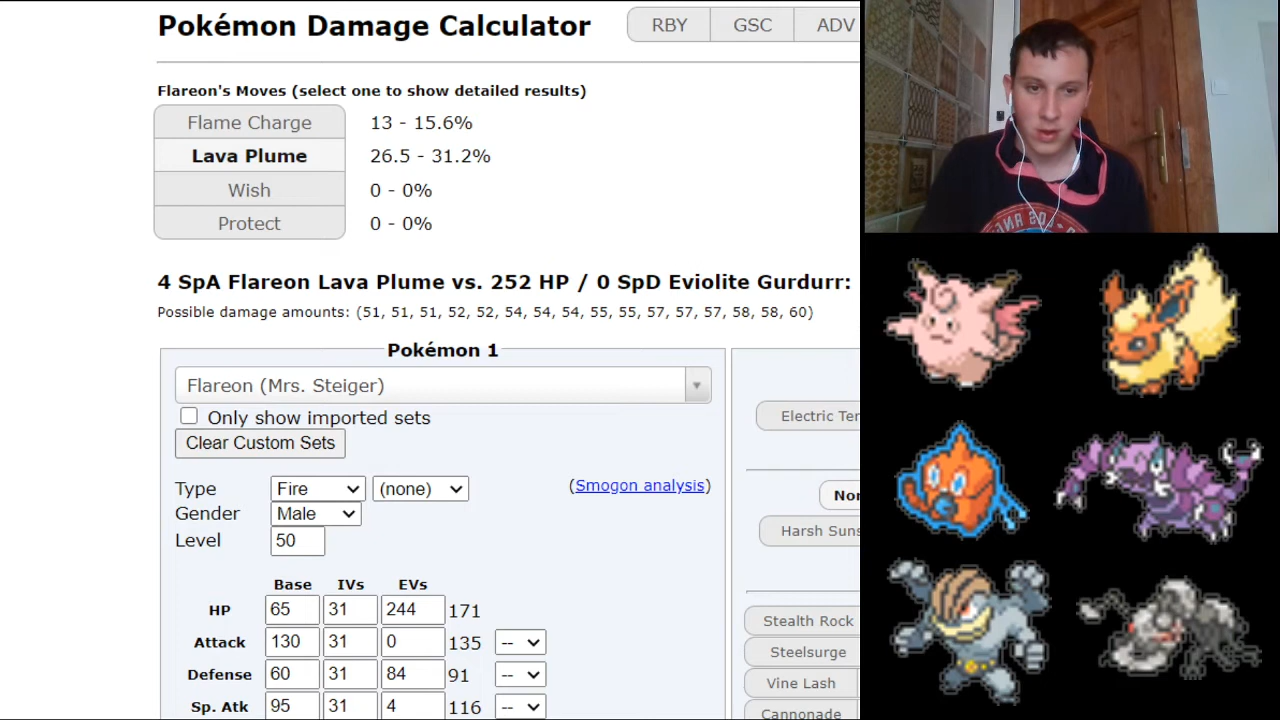 Pokémon Damage Calculator RBY GSC ADV
Flareon's Moves (select one to show detailed results)
Flame Charge 13 - 15.6%
Lava Plume 26.5 - 31.2%
Wish 0 - 0%
Protect 0 - 0%
4 SpA Flareon Lava Plume vs. 252 HP / 0 SpD Eviolite Gurdurr:
Possible damage amounts: (51, 51, 51, 52, 52, 54, 54, 54, 55, 55, 57, 57, 57, 58, 58, 60)
Pokémon 1
Flareon (Mrs. Steiger)
Only show imported sets
Clear Custom Sets
Type Fire (none) (Smogon analysis)
Gender Male
Level 50
Base IVs EVs
HP 65 31 244 171
Attack 130 31 0 135 --
Defense 60 31 84 91 --
Sp. Atk 95 31 4 116 --
Electric Ter
Nor
Harsh Suns
Stealth Rock
Steelsurge
Vine Lash
Cannonade